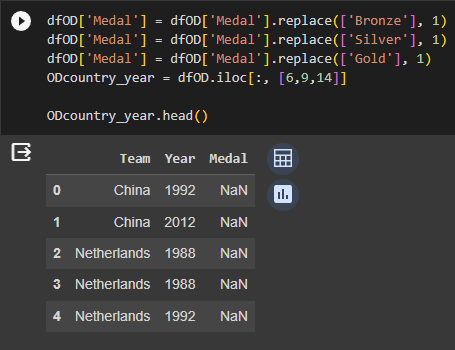 dfOD['Medal'] = dfOD['Medal'].replace(['Bronze'], 1)
dfOD['Medal'] = dfOD['Medal'].replace(['Silver'], 1)
dfOD['Medal'] = dfOD['Medal'].replace(['Gold'], 1)
ODcountry_year = dfOD.iloc[:, [6,9,14]]
ODcountry_year.head()
Team Year Medal
0 China 1992 NaN
1 China 2012 NaN
2 Netherlands 1988 NaN
3 Netherlands 1988 NaN
4 Netherlands 1992 NaN